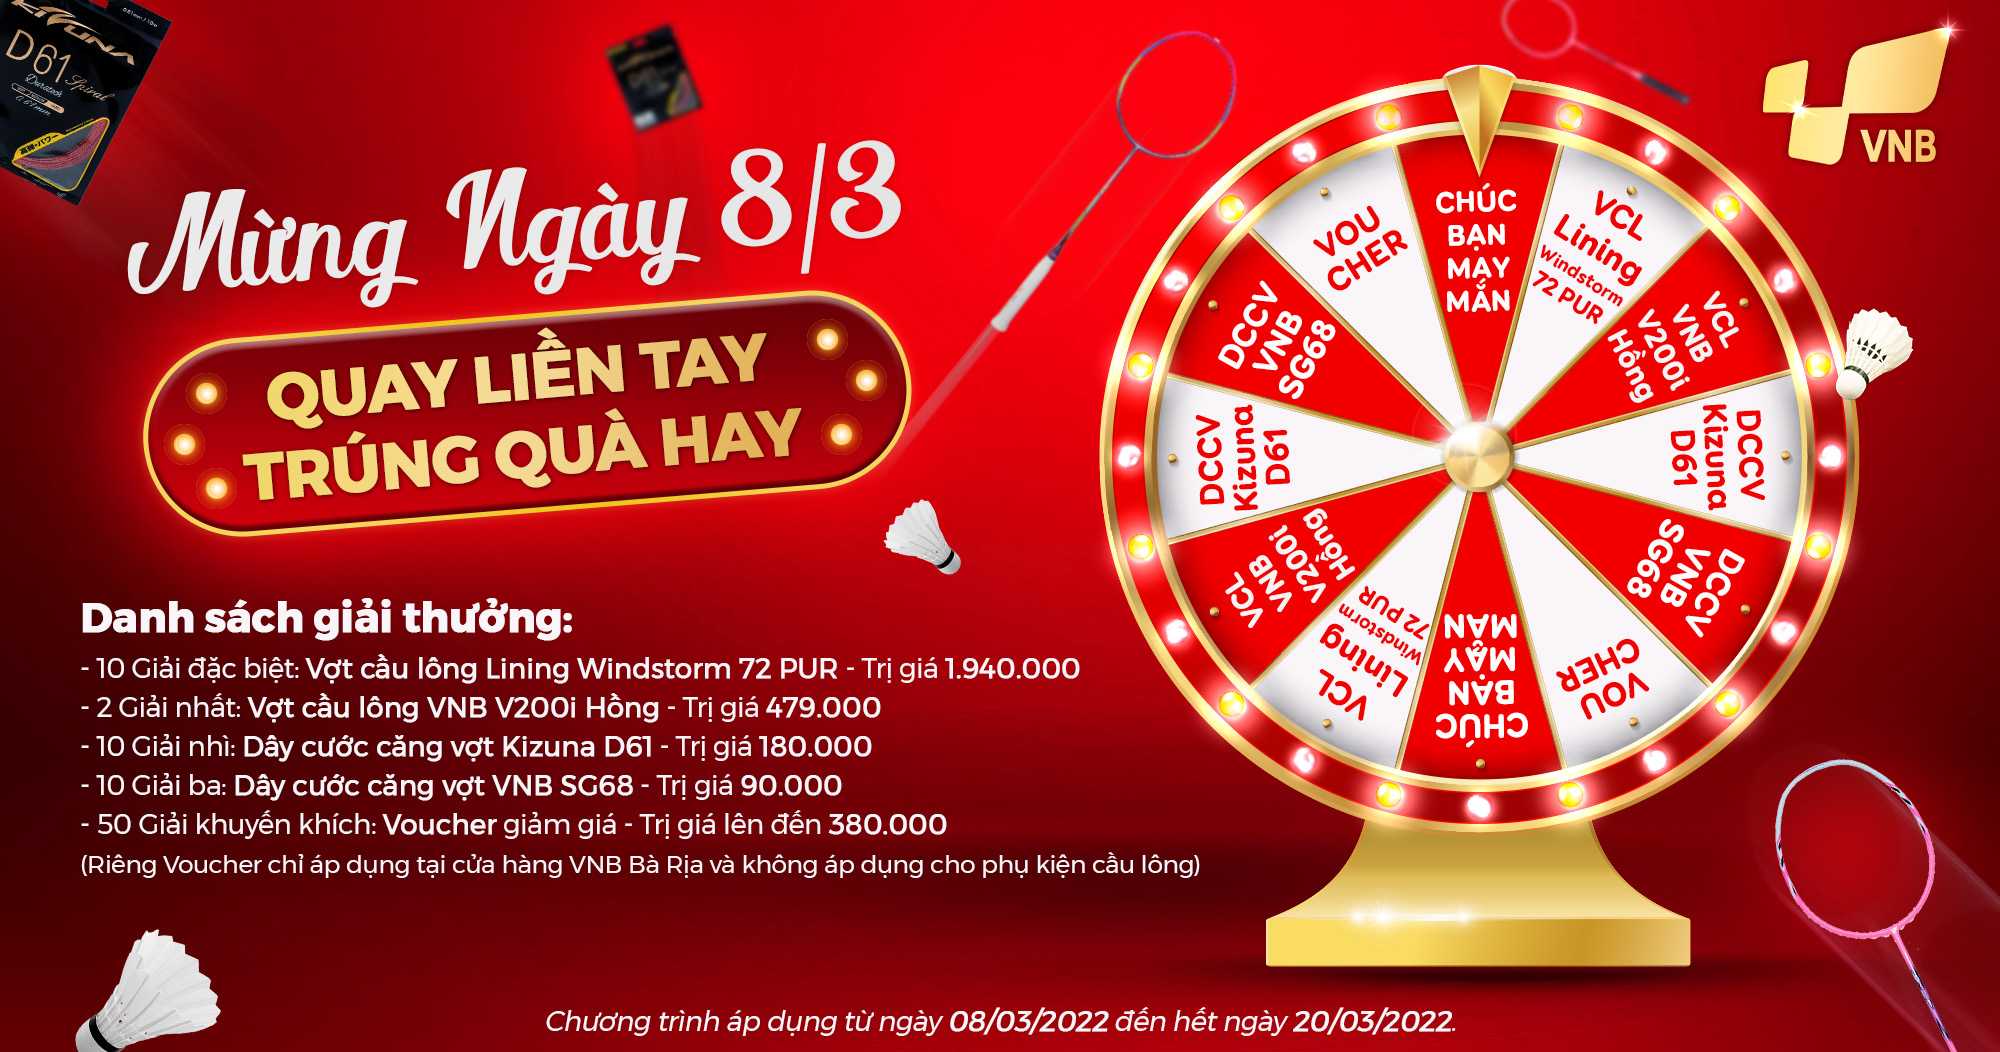 KIZUNA
D61 Spiral
Duratech
0.61mm
VNB
Mừng Ngày 8/3
QUAY LIỀN TAY
TRÚNG QUÀ HAY
Danh sách giải thưởng:
- 10 Giải đặc biệt: Vợt cầu lông Lining Windstorm 72 PUR - Trị giá 1.940.000
- 2 Giải nhất: Vợt cầu lông VNB V200i Hồng - Trị giá 479.000
- 10 Giải nhì: Dây cước căng vợt Kizuna D61 - Trị giá 180.000
- 10 Giải ba: Dây cước căng vợt VNB SG68 - Trị giá 90.000
- 50 Giải khuyến khích: Voucher giảm giá - Trị giá lên đến 380.000
(Riêng Voucher chỉ áp dụng tại cửa hàng VNB Bà Rịa và không áp dụng cho phụ kiện cầu lông)
CHÚC
BẠN
MAY
MẮN
VCL
Lining
Windstorm
72 PUR
VCL
VNB
V200i
Hồng
DCCV
Kizuna
D61
DCCV
VNB
SG68
VOU
CHER
CHÚC
BẠN
MAY
MẮN
VCL
Lining
Windstorm
72 PUR
VCL
VNB
V200i
Hồng
DCCV
Kizuna
D61
DCCV
VNB
SG68
VOU
CHER
Chương trình áp dụng từ ngày 08/03/2022 đến hết ngày 20/03/2022.